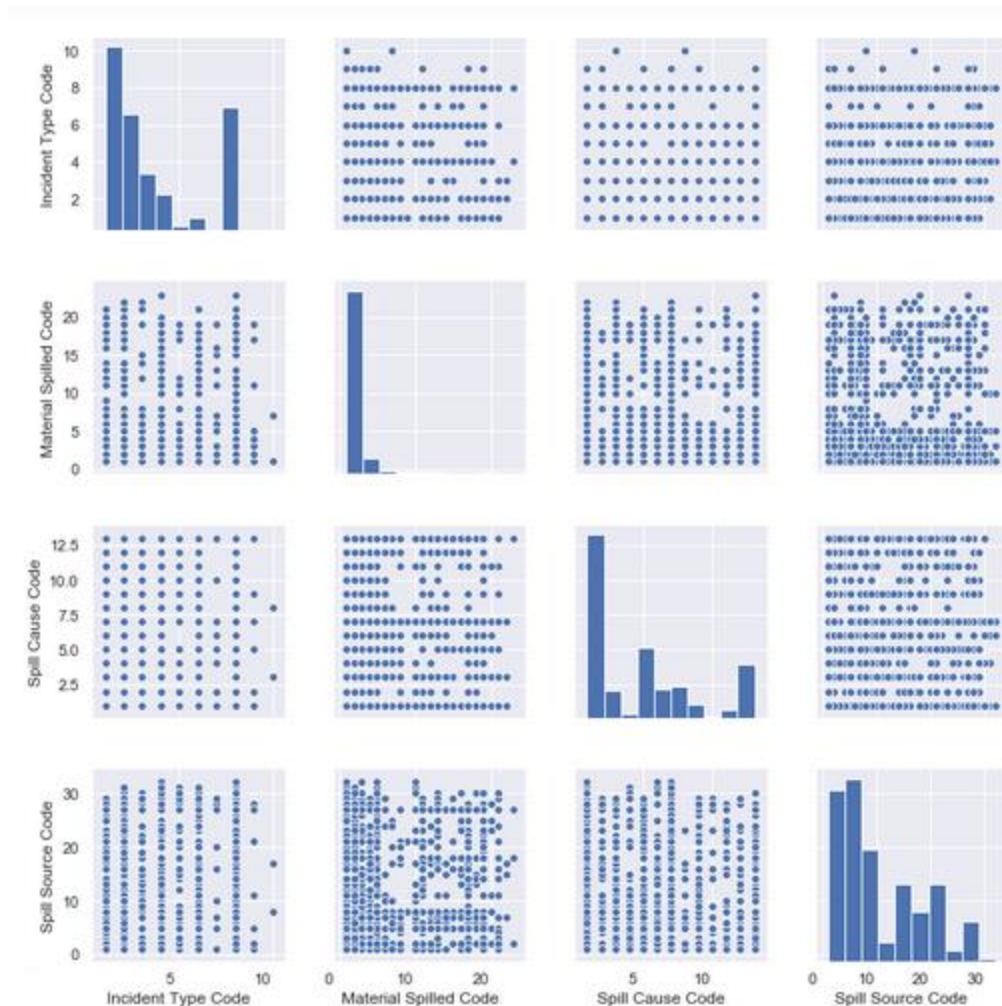 10
8
6
4
2
Incident Type Code
20
15
10
5
0
Material Spilled Code
12.5
10.0
7.5
5.0
2.5
Spill Cause Code
30
20
10
0
Spill Source Code
5 10
Incident Type Code
0 10 20
Material Spilled Code
5 10
Spill Cause Code
0 10 20 30
Spill Source Code